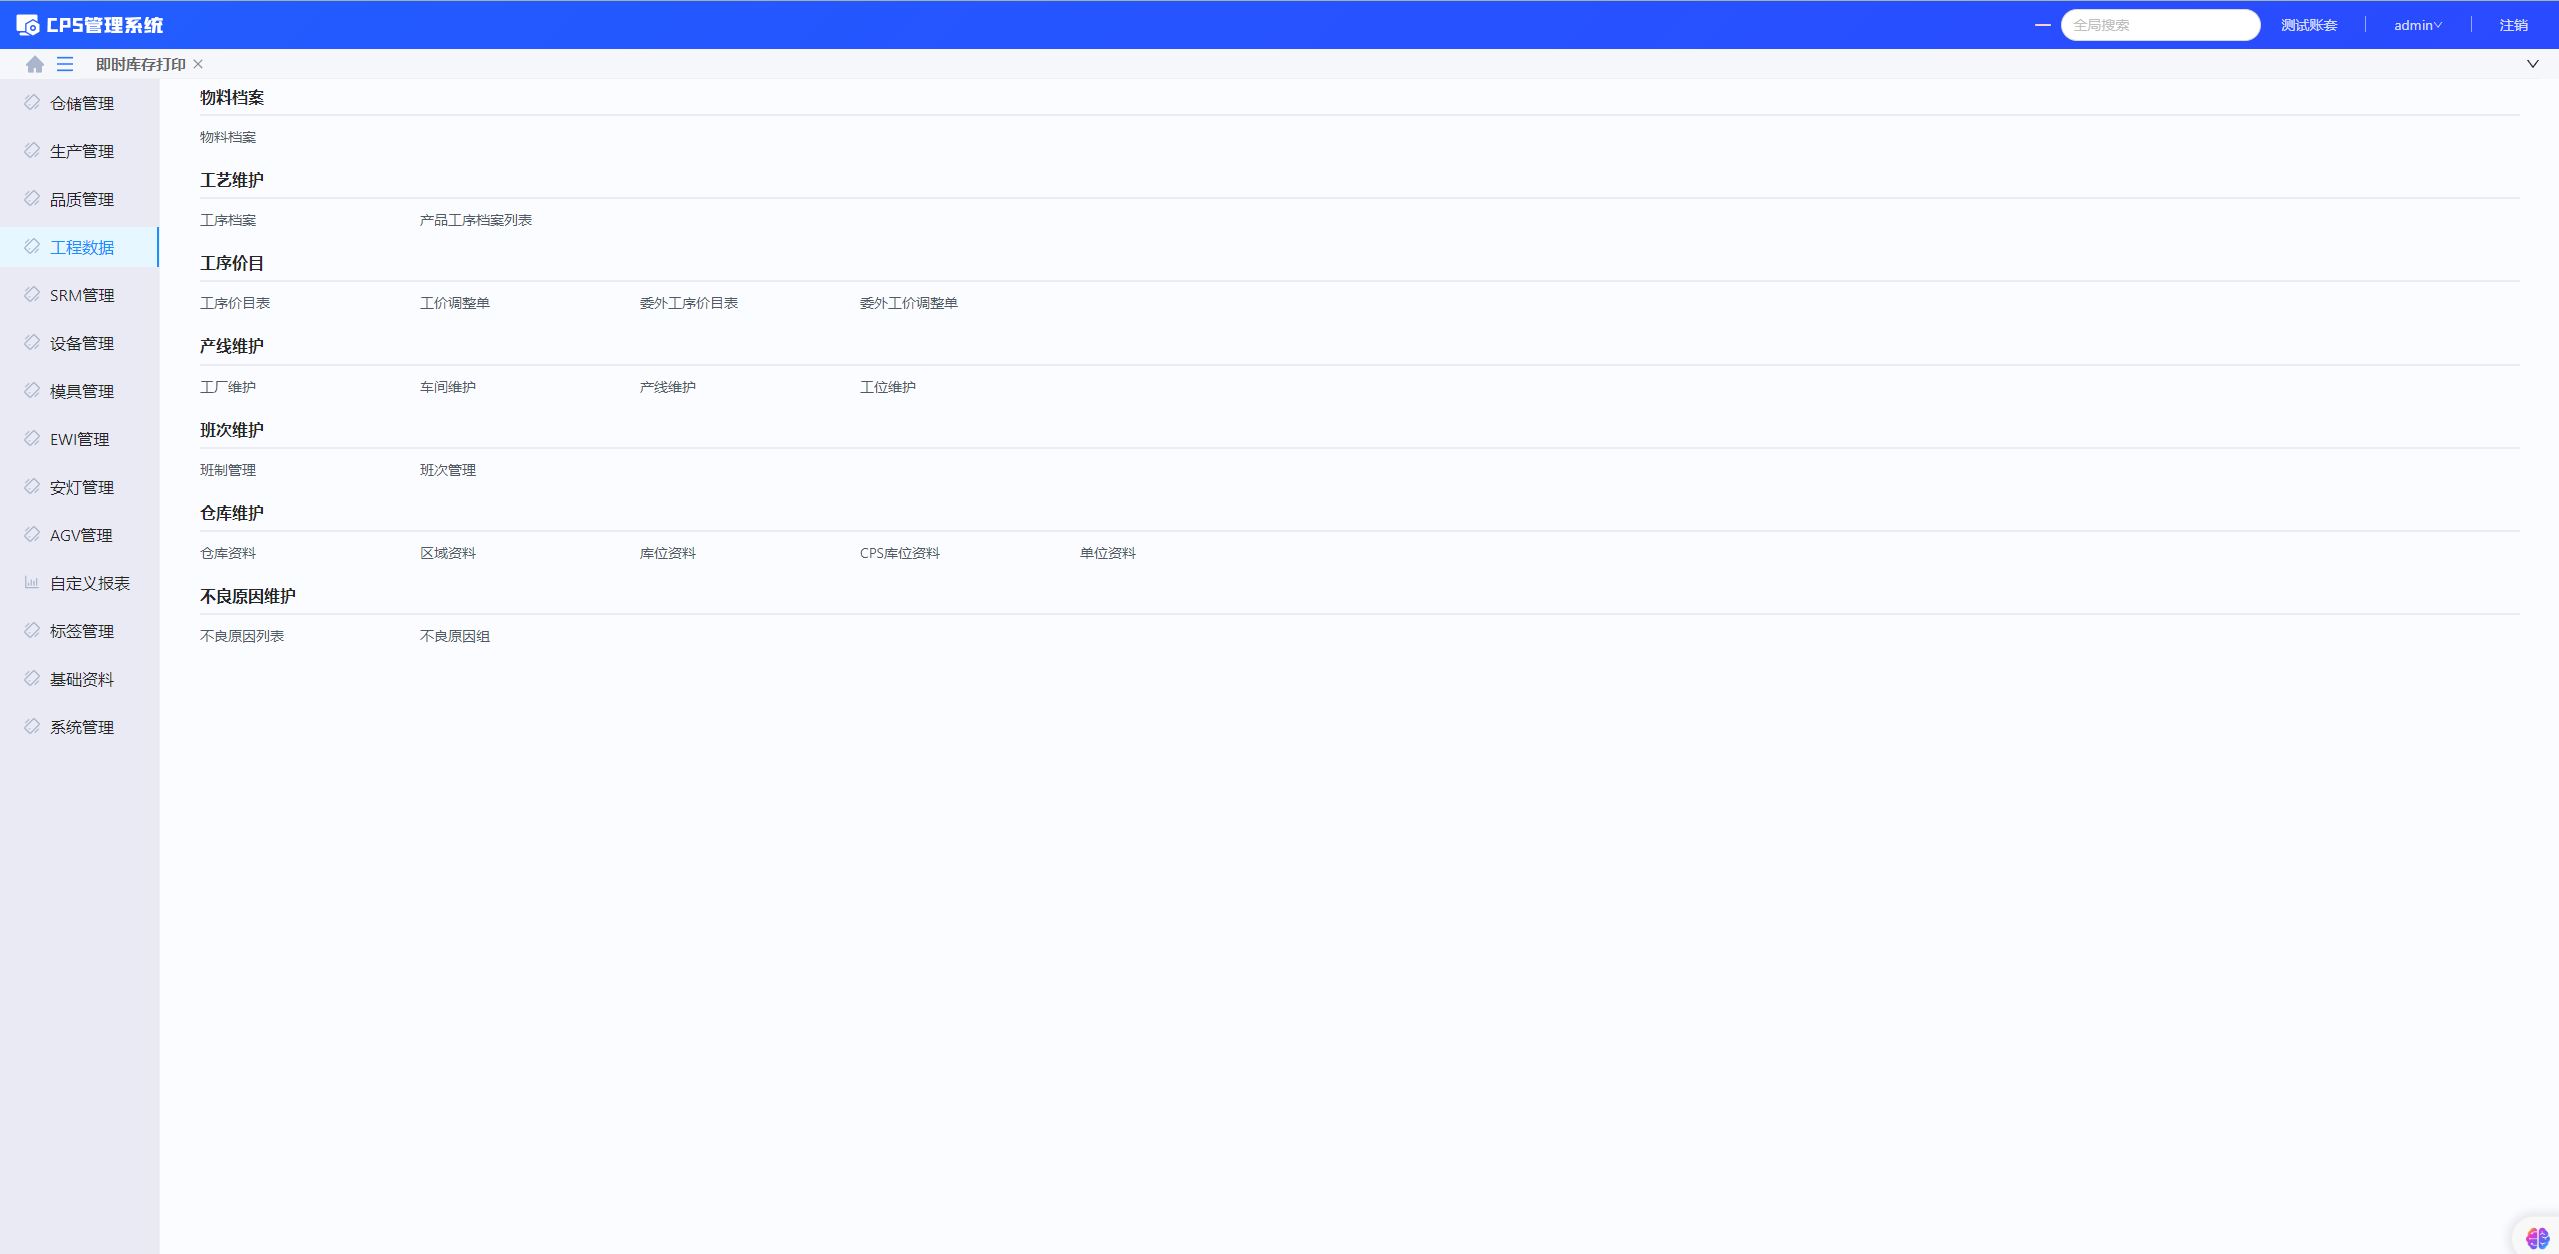 CPS管理系统
全局搜索
测试账套
admin
注销
即时库存打印
仓储管理
生产管理
品质管理
工程数据
SRM管理
设备管理
模具管理
EWI管理
安灯管理
AGV管理
自定义报表
标签管理
基础资料
系统管理
物料档案
物料档案
工艺维护
工序档案 产品工序档案列表
工序价目
工序价目表 工价调整单 委外工序价目表 委外工价调整单
产线维护
工厂维护 车间维护 产线维护 工位维护
班次维护
班制管理 班次管理
仓库维护
仓库资料 区域资料 库位资料 CPS库位资料 单位资料
不良原因维护
不良原因列表 不良原因组